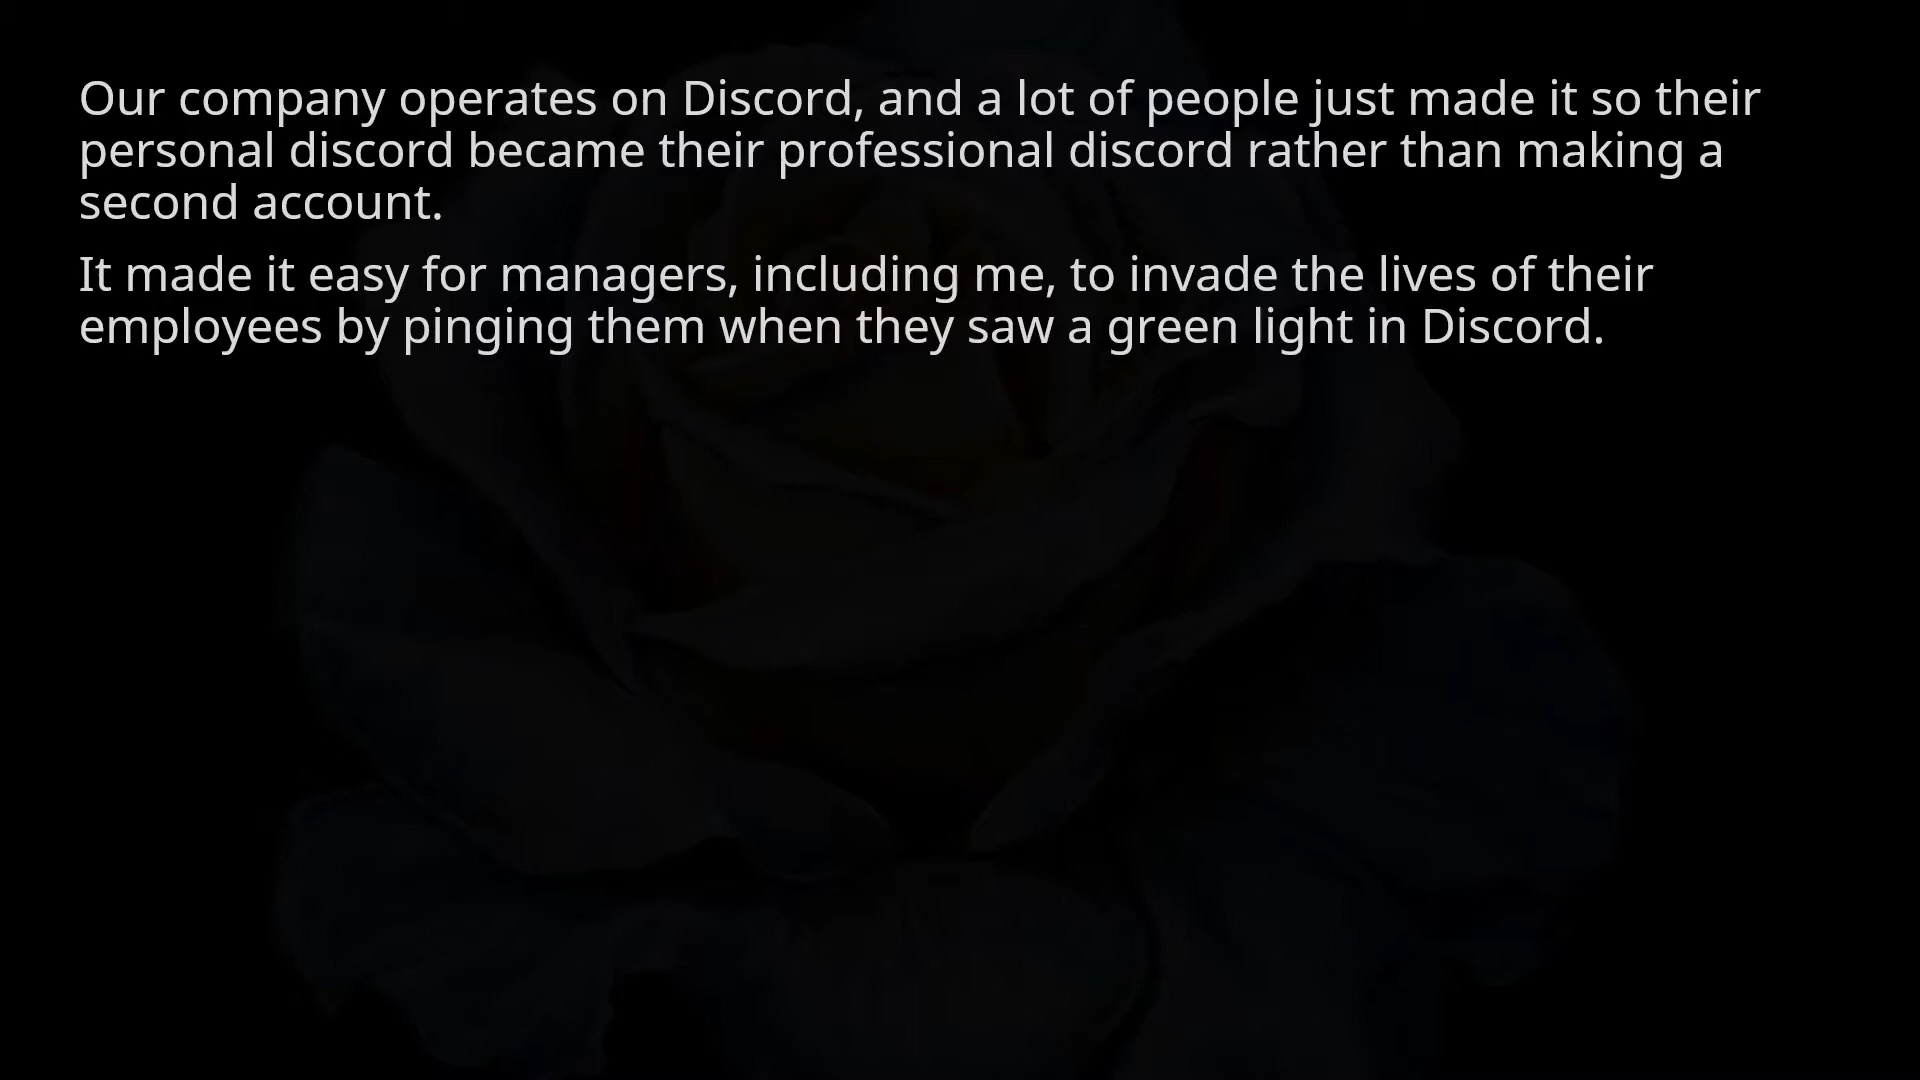 Our company operates on Discord, and a lot of people just made it so their
personal discord became their professional discord rather than making a
second account.
It made it easy for managers, including me, to invade the lives of their
employees by pinging them when they saw a green light in Discord.